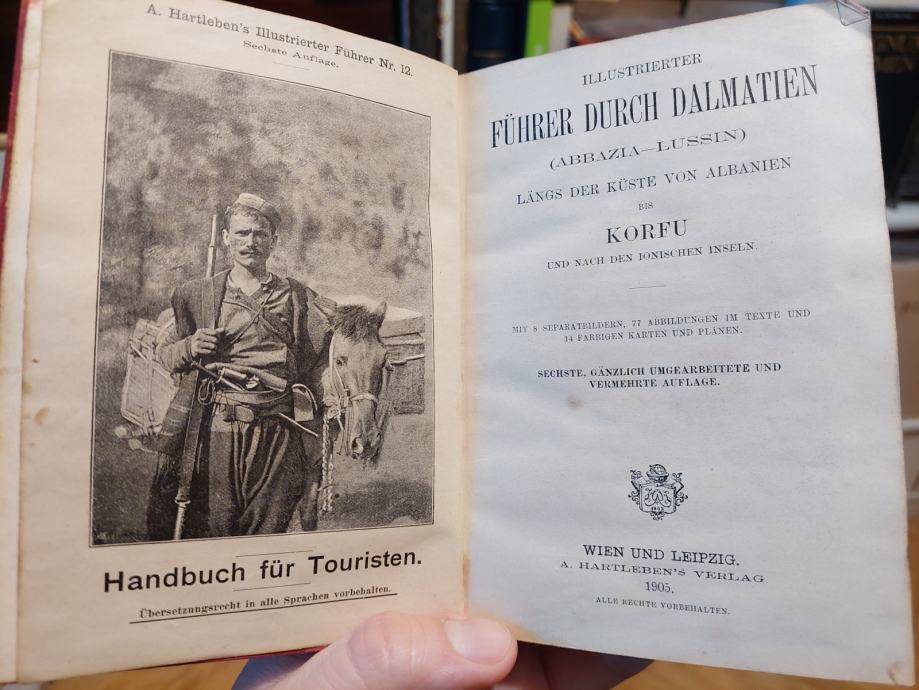 A. Hartleben's Illustrierter Führer Nr. 12.
Sechste Auflage.
Handbuch für Touristen.
Übersetzungsrecht in alle Sprachen vorbehalten.
ILLUSTRIERTER
FÜHRER DURCH DALMATIEN
(ABBAZIA—LUSSIN)
LÄNGS DER KÜSTE VON ALBANIEN
BIS
KORFU
UND NACH DEN IONISCHEN INSELN.
MIT 8 SEPARATBILDERN, 77 ABBILDUNGEN IM TEXTE UND
14 FARBIGEN KARTEN UND PLÄNEN.
SECHSTE, GÄNZLICH UMGEARBEITETE UND
VERMEHRTE AUFLAGE.
WIEN UND LEIPZIG.
A. HARTLEBEN'S VERLAG
1905.
ALLE RECHTE VORBEHALTEN.